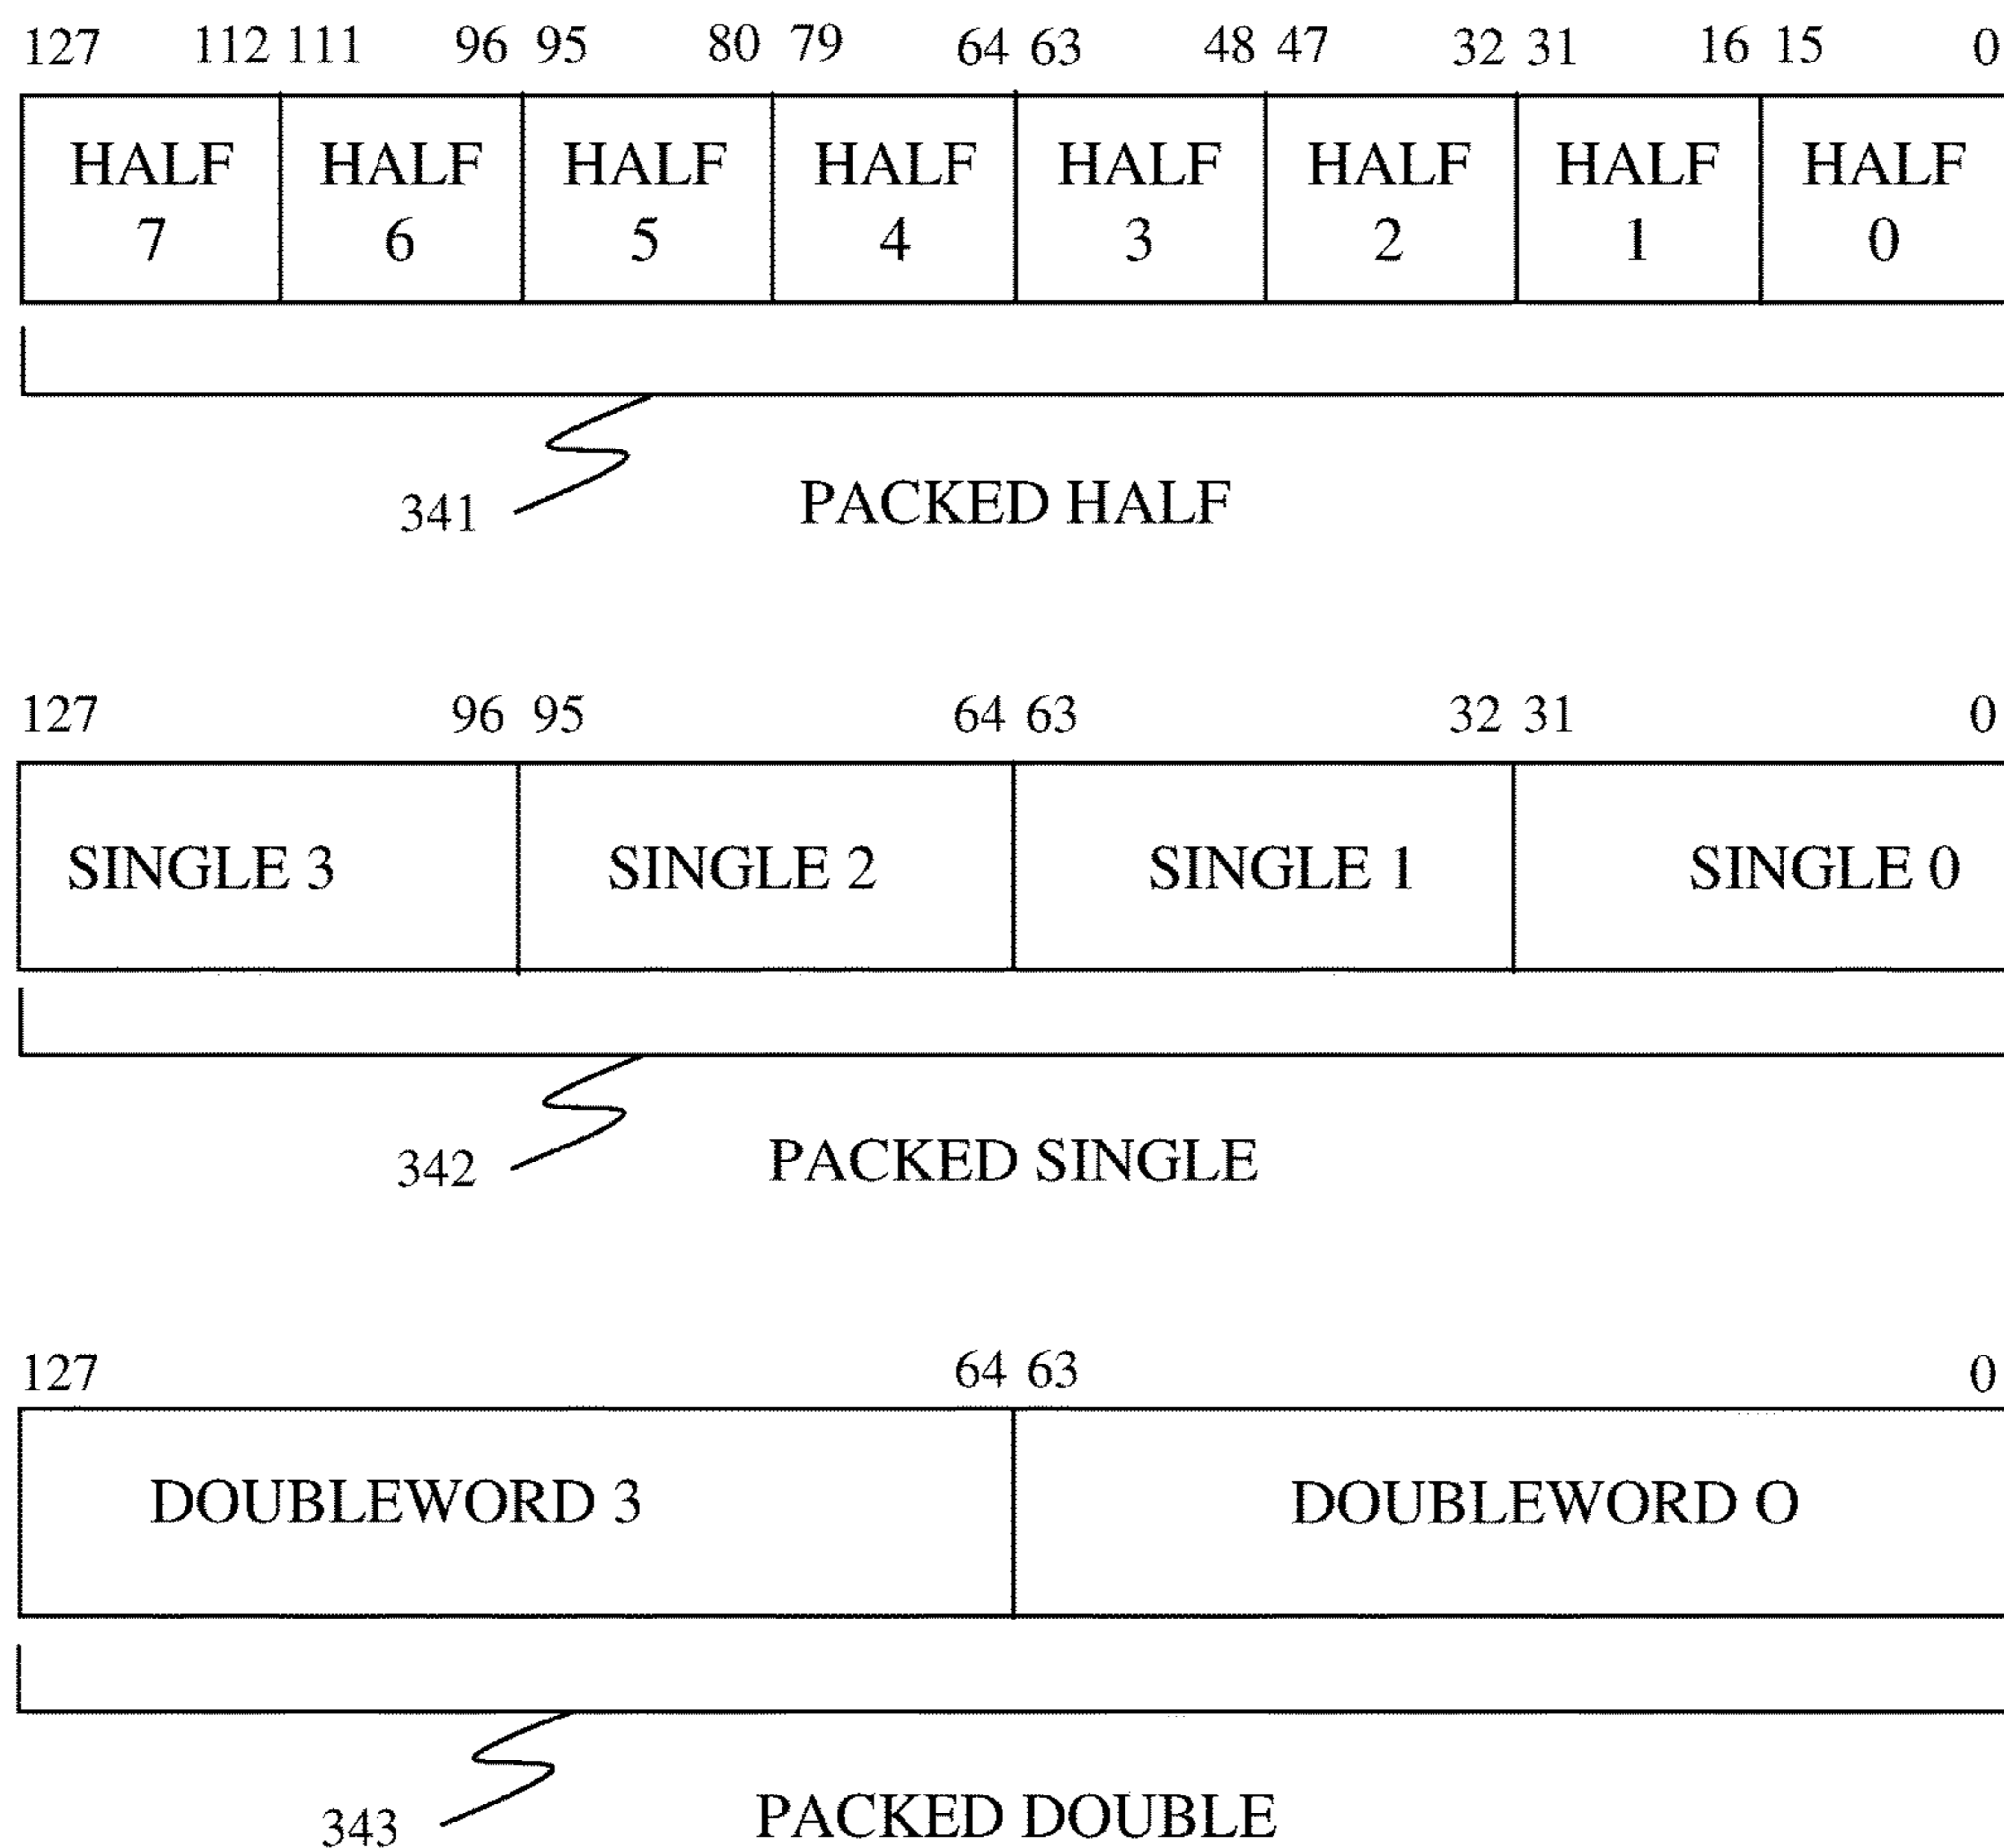 127 112 111 96 95 80 79 64 63 48 47 32 31 16 15 0
HALF HALF HALF HALF HALF HALF HALF HALF
7 6 5 4 3 2 1 0
341 PACKED HALF
127 96 95 64 63 32 31 0
SINGLE 3 SINGLE 2 SINGLE 1 SINGLE 0
342 PACKED SINGLE
127 64 63 0
DOUBLEWORD 3 DOUBLEWORD O
343 PACKED DOUBLE